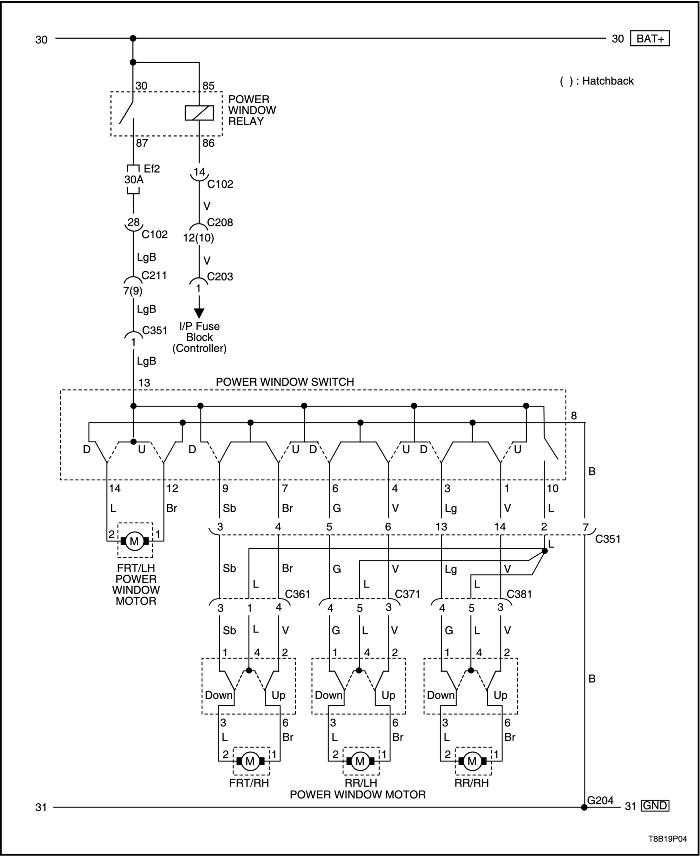 30
30 BAT+
( ) : Hatchback
30 85
POWER
WINDOW
RELAY
87 86
Ef2
30A
14
C102
V
28
C102
C208
12(10)
LgB
V
C211
7(9)
C203
1
LgB
I/P Fuse
Block
(Controller)
C351
1
LgB
13
POWER WINDOW SWITCH
8
D U D U D U D U
14 12 9 7 6 4 3 1 10
B
L Br Sb Br G V Lg V L
3 4 5 6 13 14 2 7
C351
2 M 1
L
FRT/LH
POWER
WINDOW
MOTOR
Sb L Br G L V Lg L V
C361 C371 C381
3 1 4 4 5 3 4 5 3
Sb L V G L V G L V
1 4 2 1 4 2 1 4 2
B
Down Up Down Up Down Up
3 6 3 6 3 6
L Br L Br L Br
2 M 1 2 M 1 2 M 1
FRT/RH RR/LH RR/RH
POWER WINDOW MOTOR
G204
31
31 GND
T8B19P04